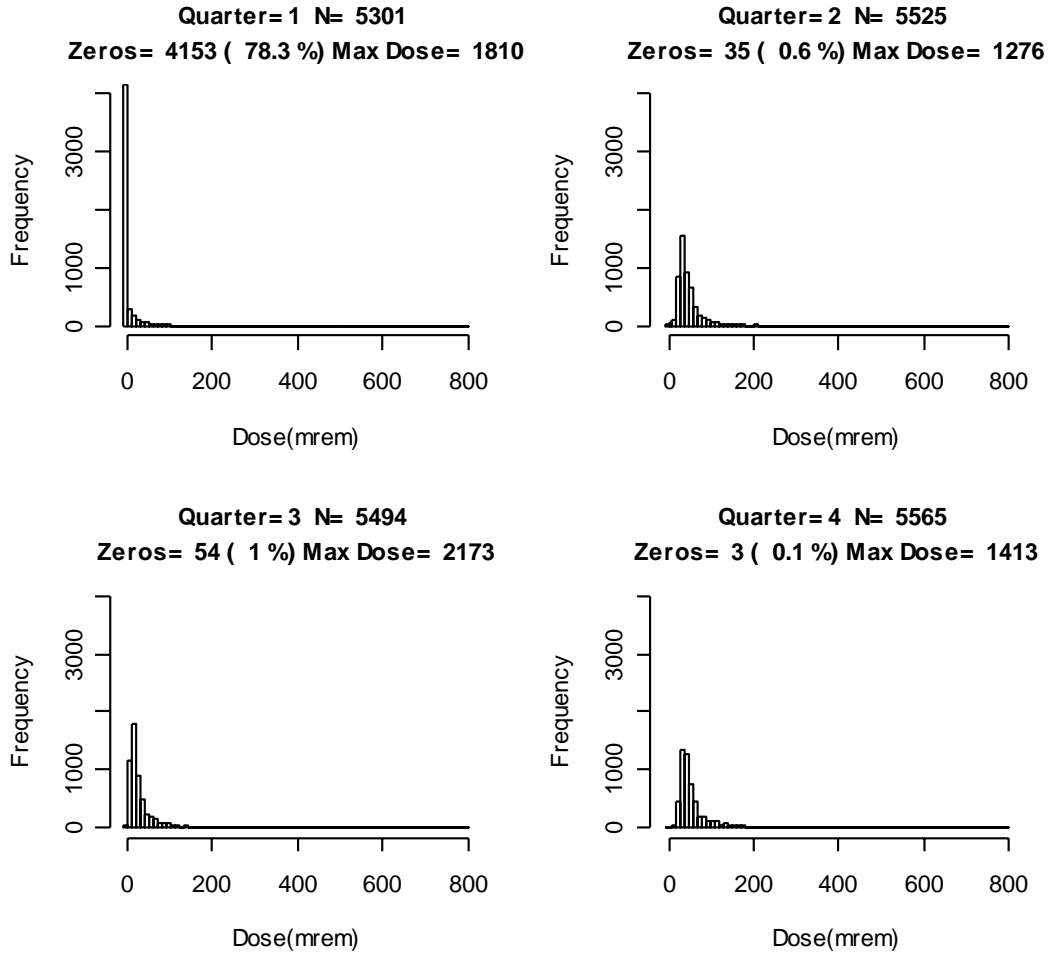 Quarter= 1 N= 5301
Zeros= 4153 ( 78.3 %) Max Dose= 1810
Frequency
3000
1000
0
0 200 400 600 800
Dose(mrem)
Quarter= 2 N= 5525
Zeros= 35 ( 0.6 %) Max Dose= 1276
Frequency
3000
1000
0
0 200 400 600 800
Dose(mrem)
Quarter= 3 N= 5494
Zeros= 54 ( 1 %) Max Dose= 2173
Frequency
3000
1000
0
0 200 400 600 800
Dose(mrem)
Quarter= 4 N= 5565
Zeros= 3 ( 0.1 %) Max Dose= 1413
Frequency
3000
1000
0
0 200 400 600 800
Dose(mrem)